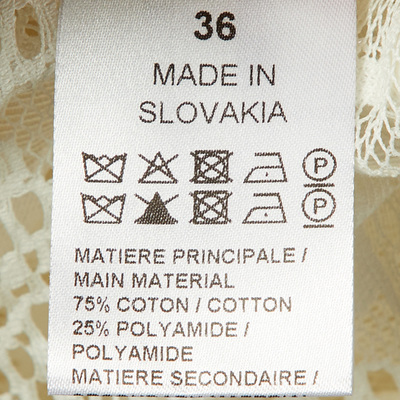 36
MADE IN
SLOVAKIA
P
P
MATIERE PRINCIPALE /
MAIN MATERIAL
75% COTON / COTTON
25% POLYAMIDE /
POLYAMIDE
MATIERE SECONDAIRE /